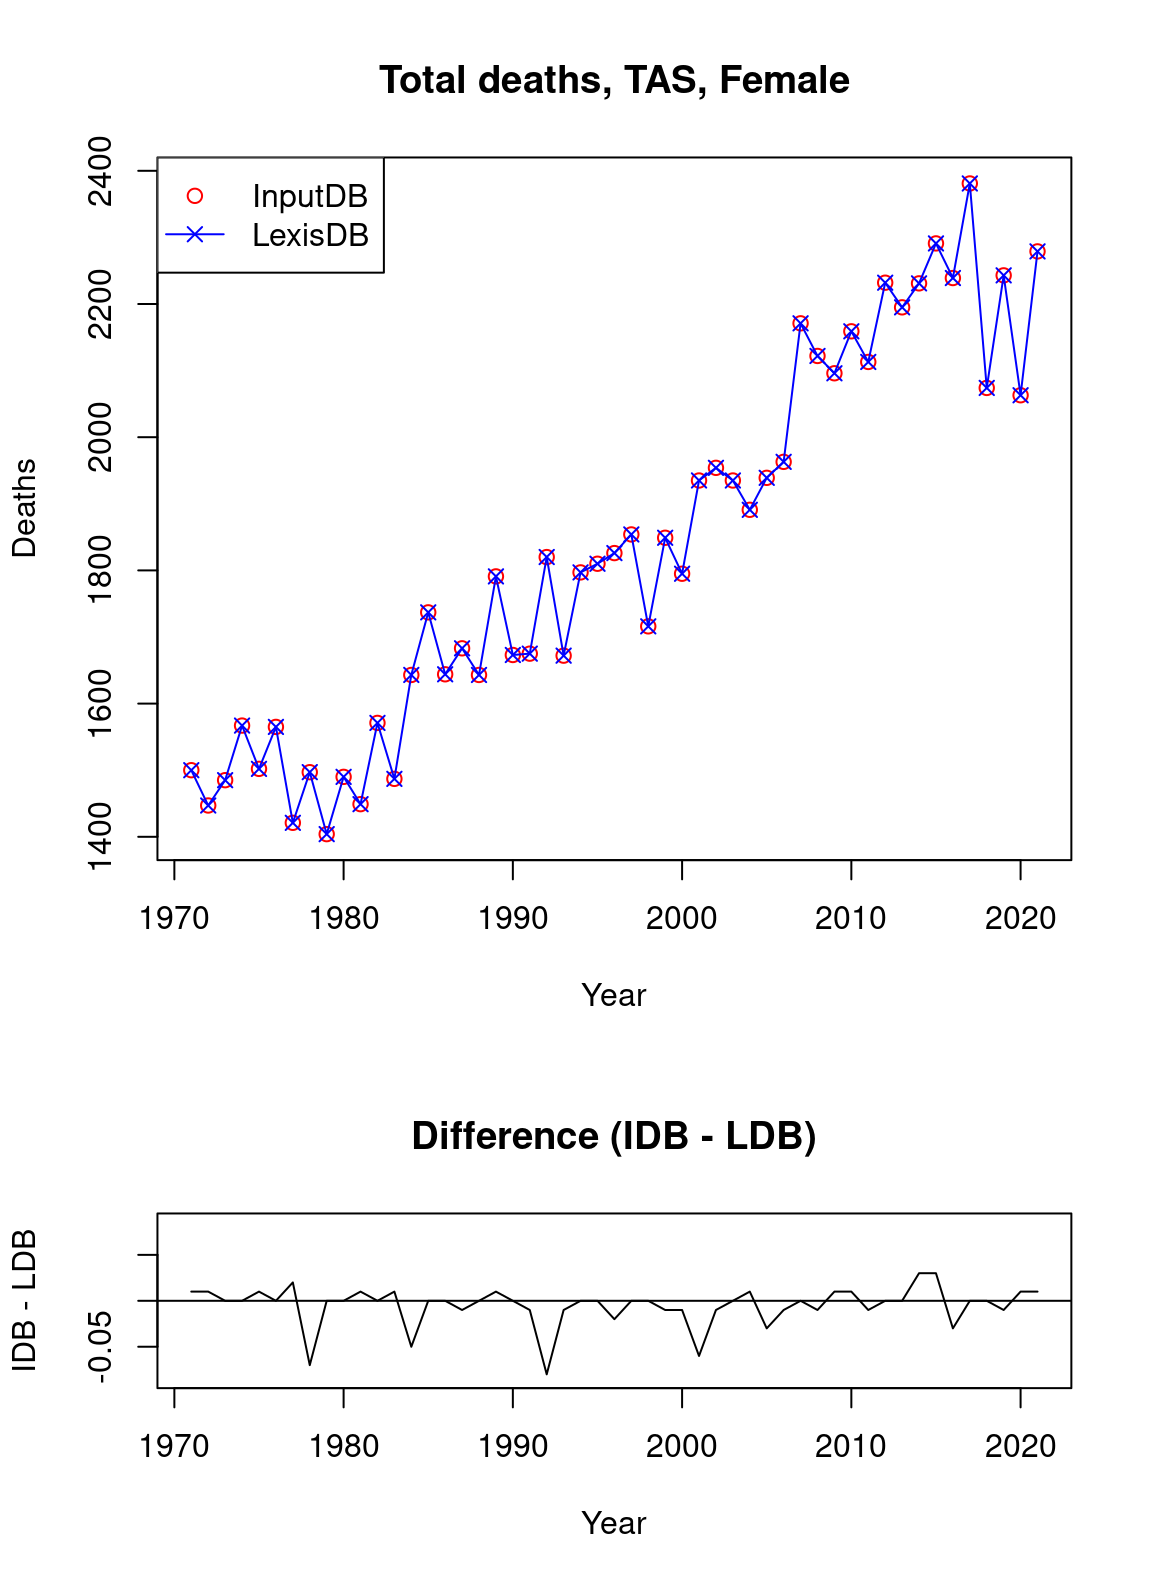 Total deaths, TAS, Female
InputDB
LexisDB
Deaths
2400
2200
2000
1800
1600
1400
1970 1980 1990 2000 2010 2020
Year
Difference (IDB - LDB)
IDB - LDB
-0.05
1970 1980 1990 2000 2010 2020
Year